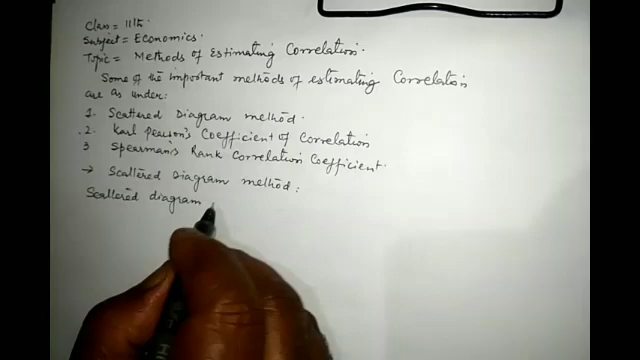 Class = 11th.
Subject = Economics.
Topic = Methods of Estimating Correlation.
Some of the important methods of estimating Correlation
are as under:
1. Scattered Diagram method.
2. Karl Pearson's Coefficient of Correlation
3 Spearman's Rank Correlation Coefficient.
→ Scattered Diagram method:
Scattered diagram